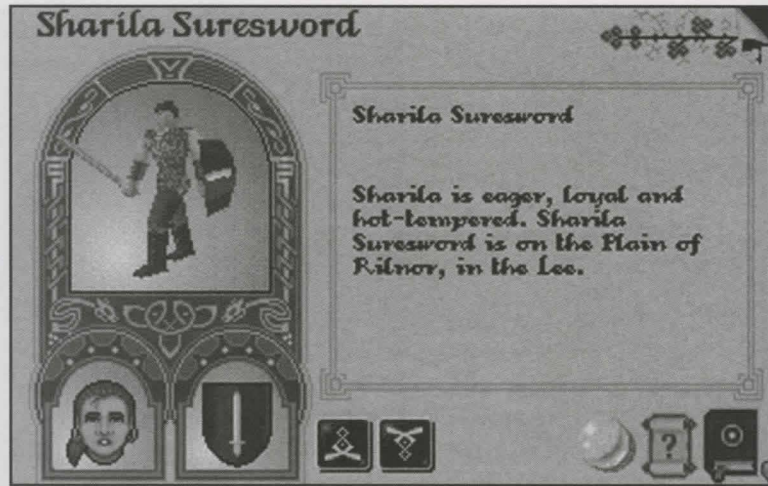 Sharila Suresword
Sharila Suresword
Sharila is eager, loyal and
hot-tempered. Sharila
Suresword is on the Plain of
Rilnor, in the Lee.
?